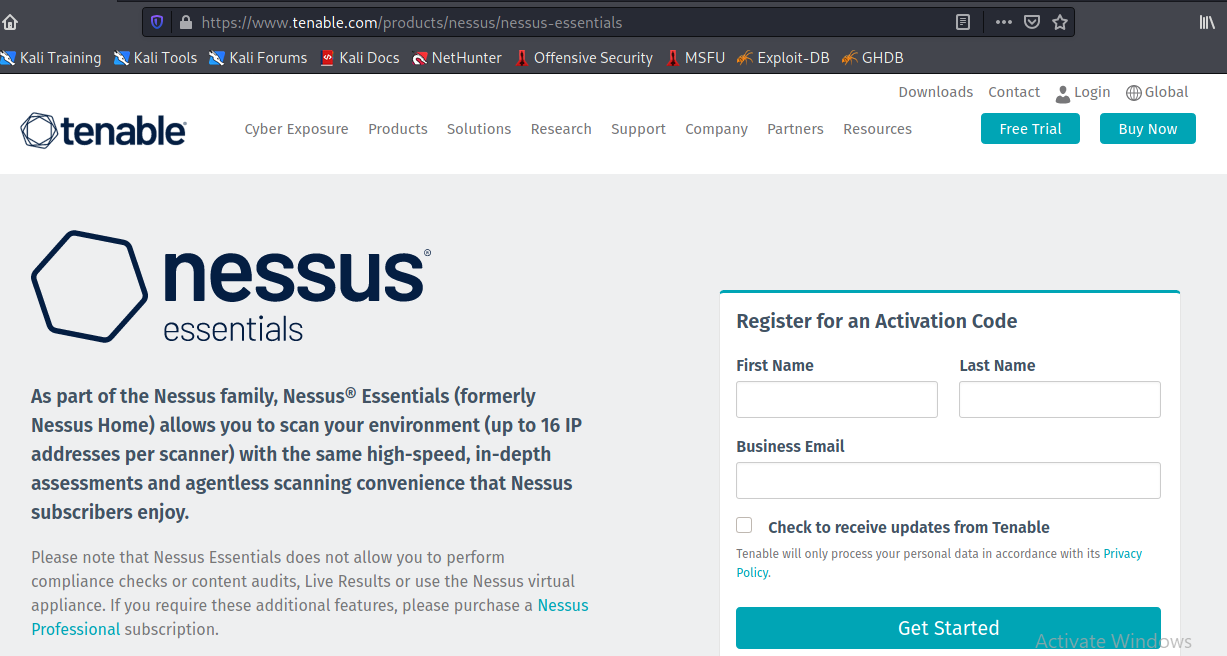 https://www.tenable.com/products/nessus/nessus-essentials
Kali Training Kali Tools Kali Forums Kali Docs NetHunter Offensive Security MSFU Exploit-DB GHDB
Downloads Contact Login Global
tenable®
Cyber Exposure Products Solutions Research Support Company Partners Resources Free Trial Buy Now
nessus®
essentials
As part of the Nessus family, Nessus® Essentials (formerly
Nessus Home) allows you to scan your environment (up to 16 IP
addresses per scanner) with the same high-speed, in-depth
assessments and agentless scanning convenience that Nessus
subscribers enjoy.
Please note that Nessus Essentials does not allow you to perform
compliance checks or content audits, Live Results or use the Nessus virtual
appliance. If you require these additional features, please purchase a Nessus
Professional subscription.
Register for an Activation Code
First Name Last Name
Business Email
Check to receive updates from Tenable
Tenable will only process your personal data in accordance with its Privacy
Policy.
Get Started
Activate Windows